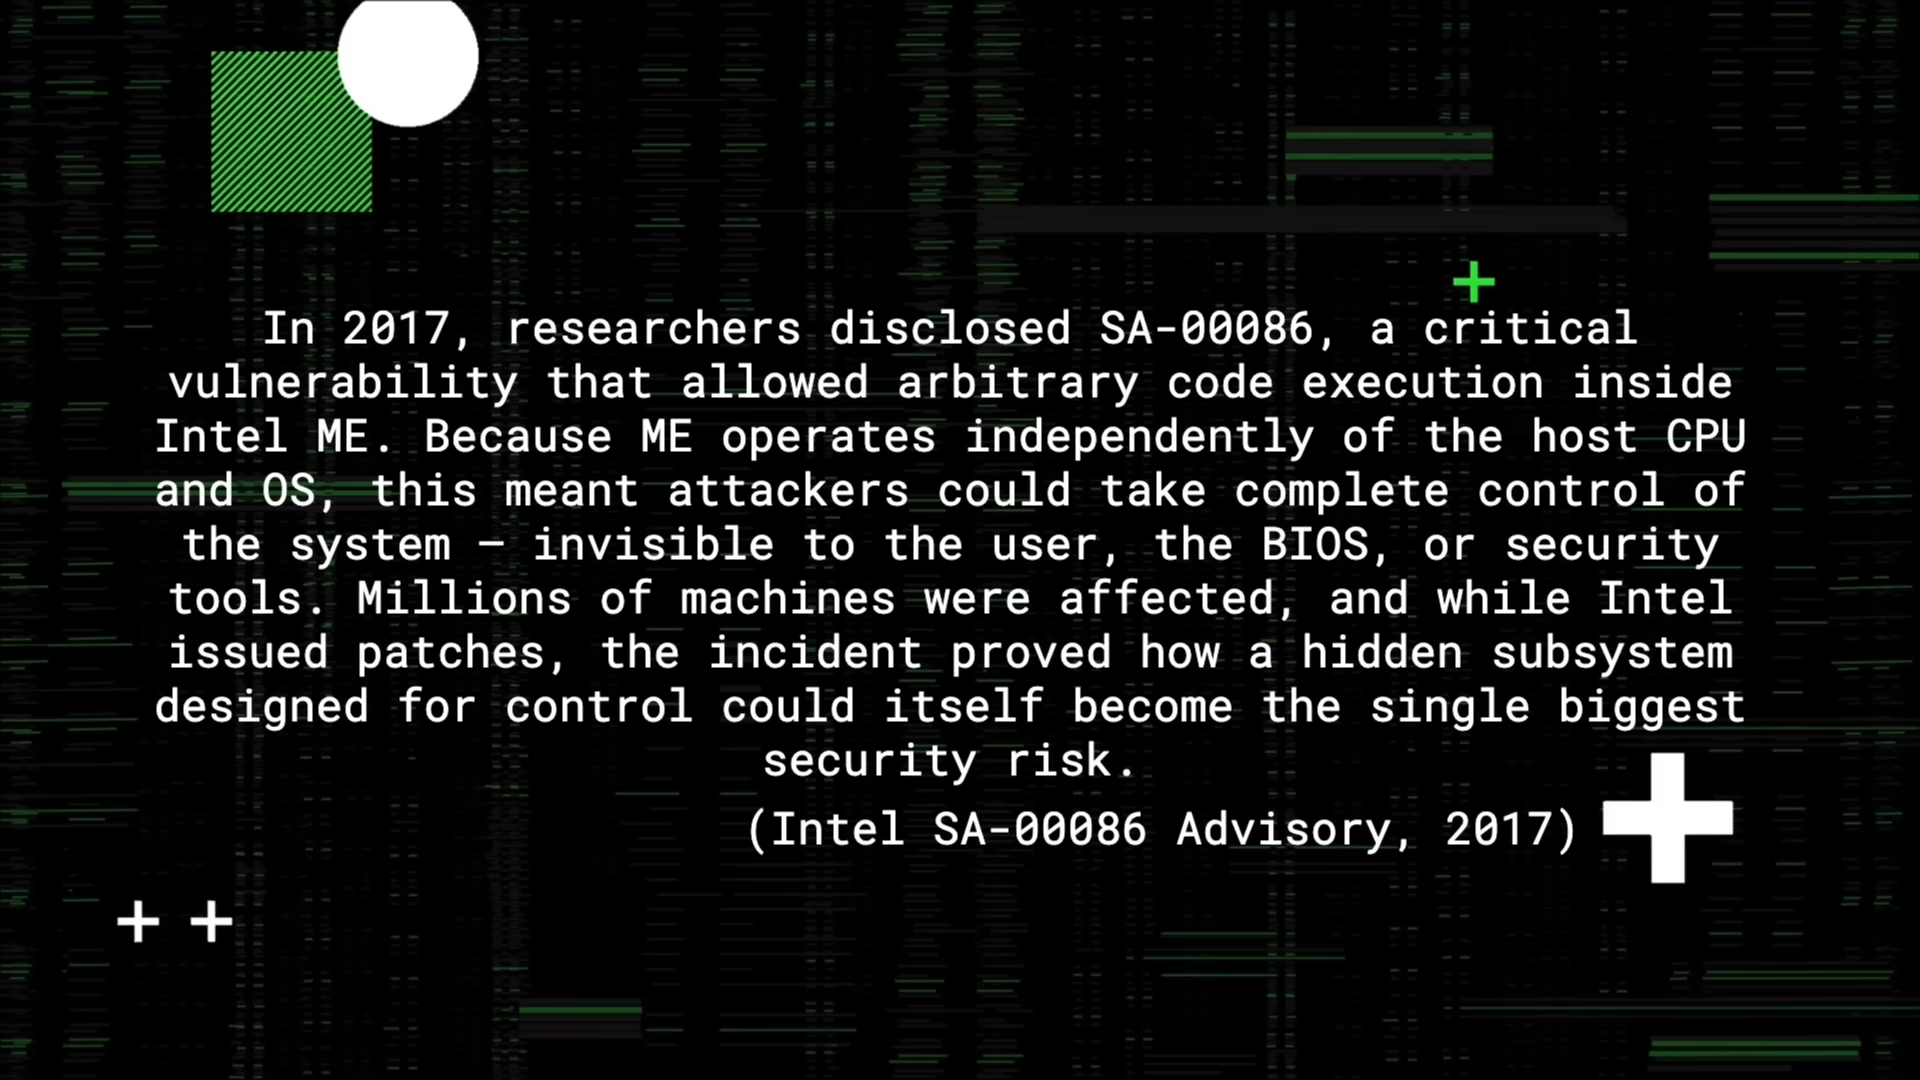 In 2017, researchers disclosed SA-00086, a critical
vulnerability that allowed arbitrary code execution inside
Intel ME. Because ME operates independently of the host CPU
and OS, this meant attackers could take complete control of
the system — invisible to the user, the BIOS, or security
tools. Millions of machines were affected, and while Intel
issued patches, the incident proved how a hidden subsystem
designed for control could itself become the single biggest
security risk.
(Intel SA-00086 Advisory, 2017)